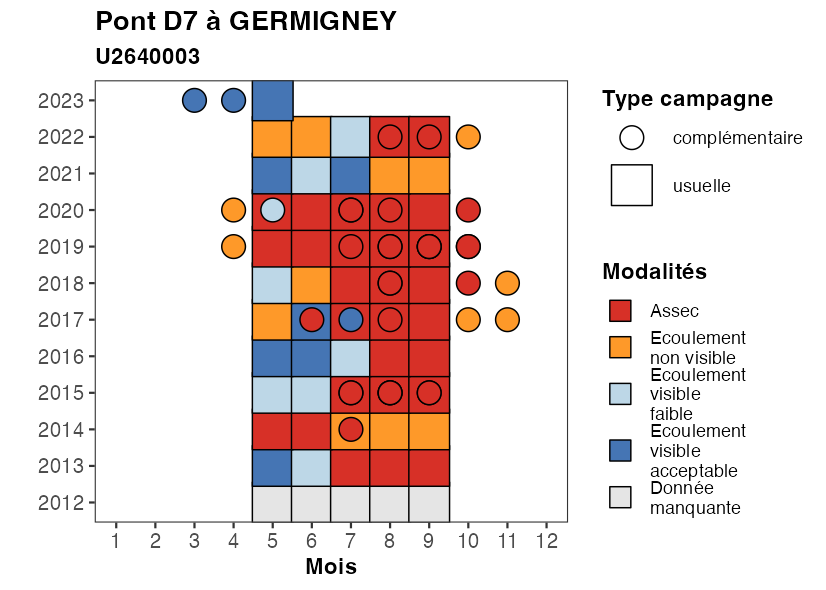 Pont D7 à GERMIGNEY
U2640003
2023
2022
2021
2020
2019
2018
2017
2016
2015
2014
2013
2012
1 2 3 4 5 6 7 8 9 10 11 12
Mois
Type campagne
complémentaire
usuelle
Modalités
Assec
Ecoulement
non visible
Ecoulement
visible
faible
Ecoulement
visible
acceptable
Donnée
manquante